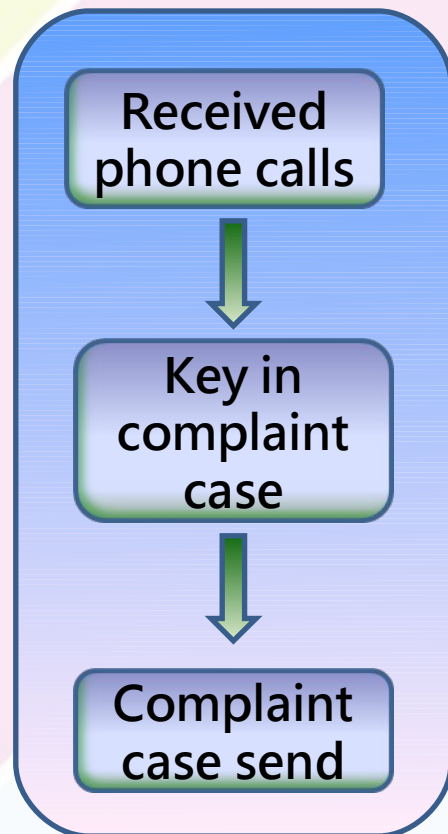 Received
phone calls
Key in
complaint
case
Complaint
case send